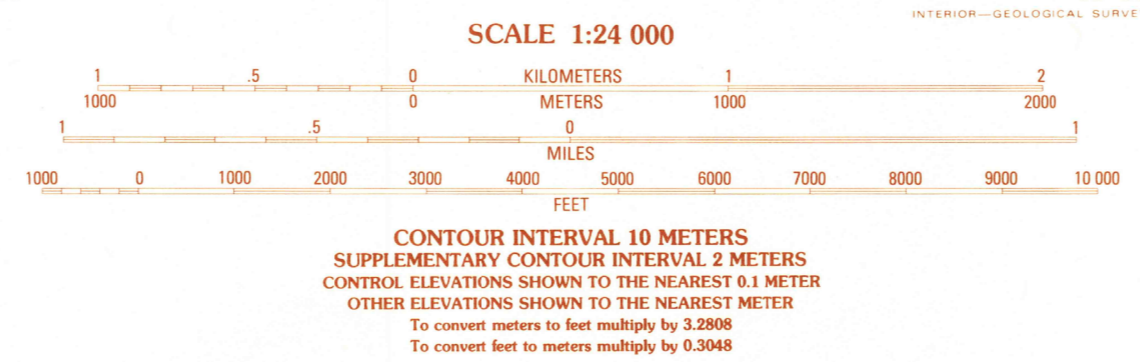 INTERIOR—GEOLOGICAL SURVE
SCALE 1:24 000
1 .5 0 KILOMETERS 1 2
1000 0 METERS 1000 2000
1 .5 0 1
MILES
1000 0 1000 2000 3000 4000 5000 6000 7000 8000 9000 10 000
FEET
CONTOUR INTERVAL 10 METERS
SUPPLEMENTARY CONTOUR INTERVAL 2 METERS
CONTROL ELEVATIONS SHOWN TO THE NEAREST 0.1 METER
OTHER ELEVATIONS SHOWN TO THE NEAREST METER
To convert meters to feet multiply by 3.2808
To convert feet to meters multiply by 0.3048